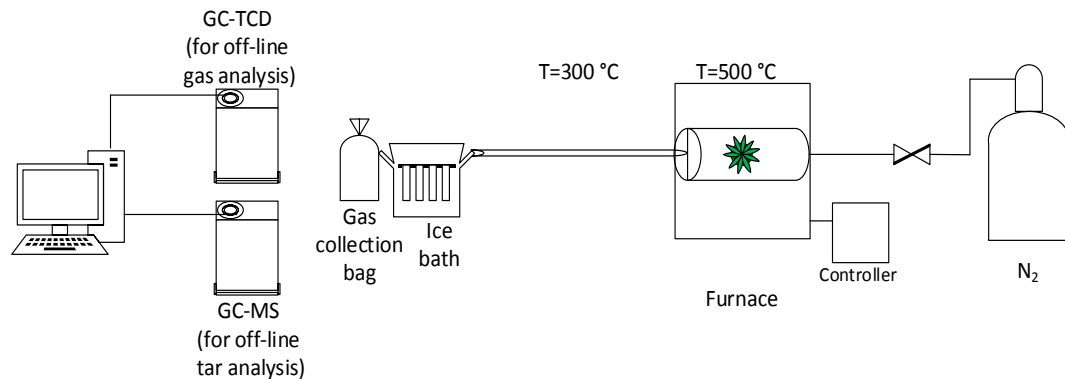 GC-TCD
(for off-line
gas analysis)
T=300 °C
T=500 °C
Gas
collection
bag
Ice
bath
Controller
Furnace
N₂
GC-MS
(for off-line
tar analysis)